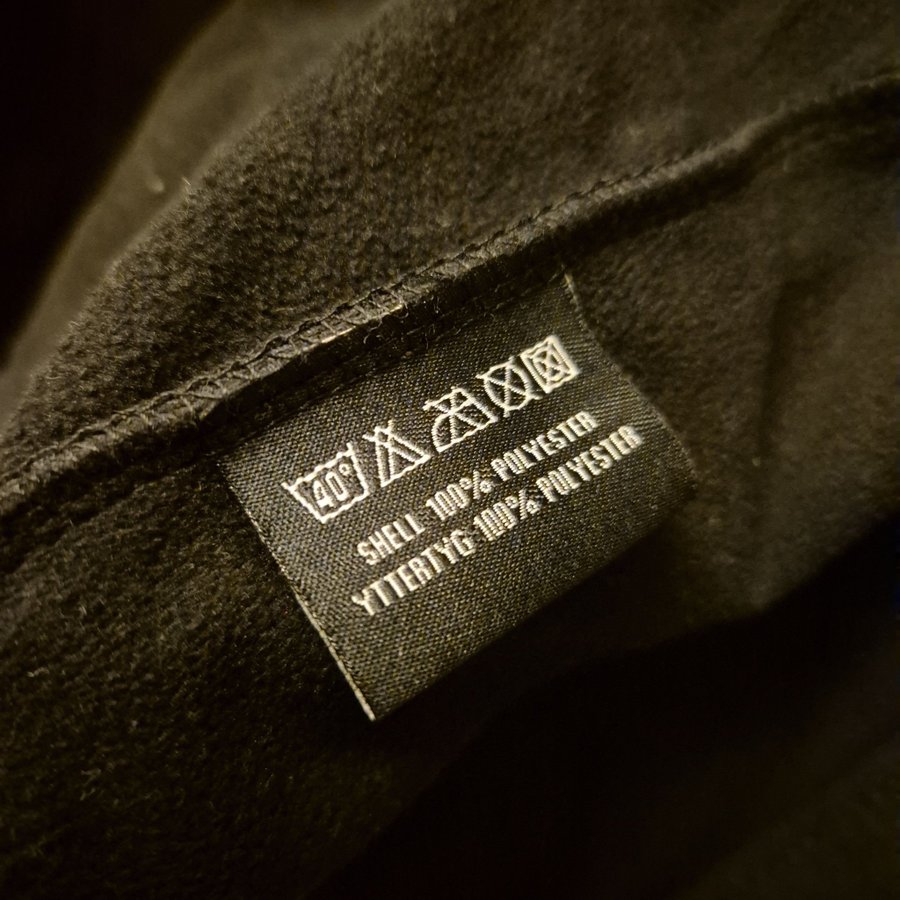 40°
SHELL 100% POLYESTER
YTTERTYG 100% POLYESTER